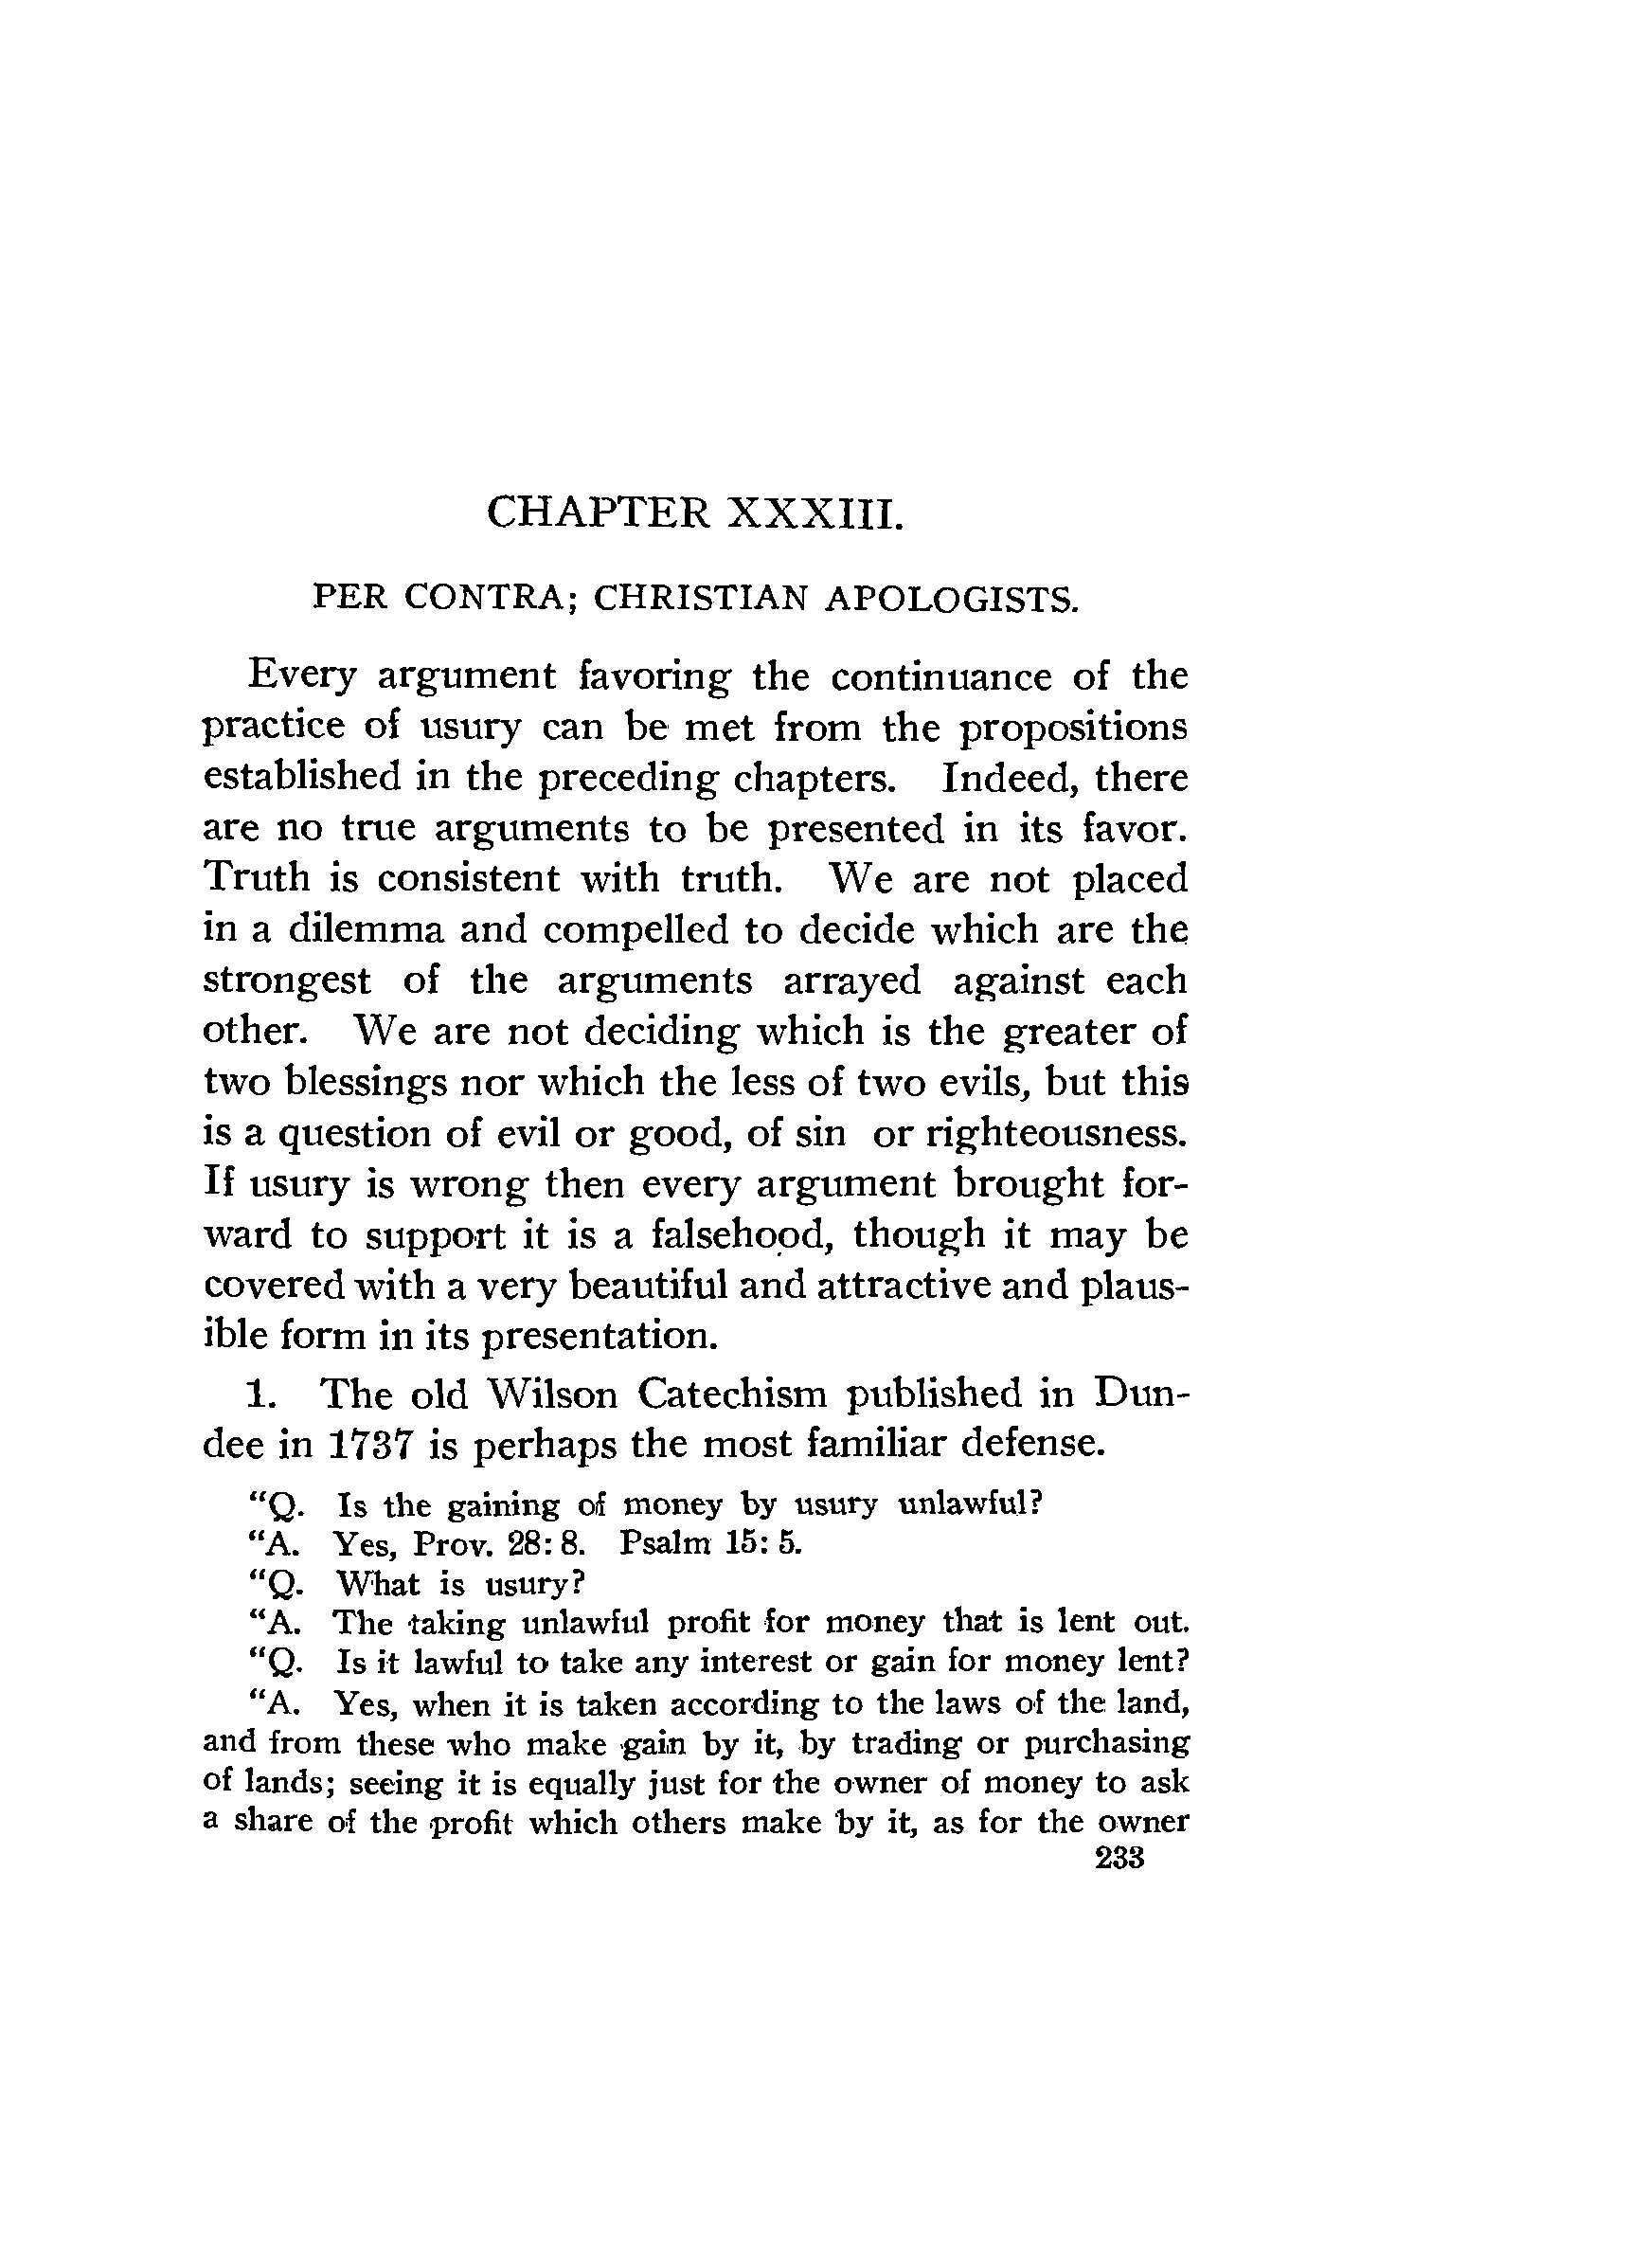 CHAPTER XXXIII.
PER CONTRA; CHRISTIAN APOLOGISTS.
Every argument favoring the continuance of the
practice of usury can be met from the propositions
established in the preceding chapters. Indeed, there
are no true arguments to be presented in its favor.
Truth is consistent with truth. We are not placed
in a dilemma and compelled to decide which are the
strongest of the arguments arrayed against each
other. We are not deciding which is the greater of
two blessings nor which the less of two evils, but this
is a question of evil or good, of sin or righteousness.
If usury is wrong then every argument brought for-
ward to support it is a falsehood, though it may be
covered with a very beautiful and attractive and plaus-
ible form in its presentation.
1. The old Wilson Catechism published in Dun-
dee in 1737 is perhaps the most familiar defense.
“Q. Is the gaining of money by usury unlawful?
“A. Yes, Prov. 28: 8. Psalm 15: 5.
“Q. What is usury?
“A. The taking unlawful profit for money that is lent out.
“Q. Is it lawful to take any interest or gain for money lent?
“A. Yes, when it is taken according to the laws of the land,
and from these who make gain by it, by trading or purchasing
of lands; seeing it is equally just for the owner of money to ask
a share of the profit which others make by it, as for the owner
233